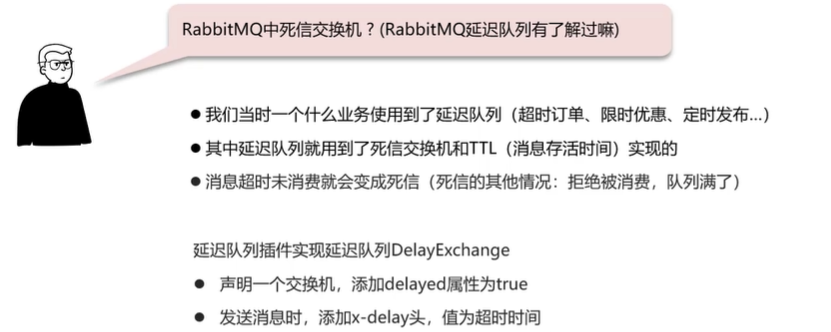 RabbitMQ中死信交换机？(RabbitMQ延迟队列有了解过嘛)
● 我们当时一个什么业务使用到了延迟队列（超时订单、限时优惠、定时发布...）
● 其中延迟队列就用到了死信交换机和TTL（消息存活时间）实现的
● 消息超时未消费就会变成死信（死信的其他情况：拒绝被消费，队列满了）
延迟队列插件实现延迟队列DelayExchange
● 声明一个交换机，添加delayed属性为true
● 发送消息时，添加x-delay头，值为超时时间